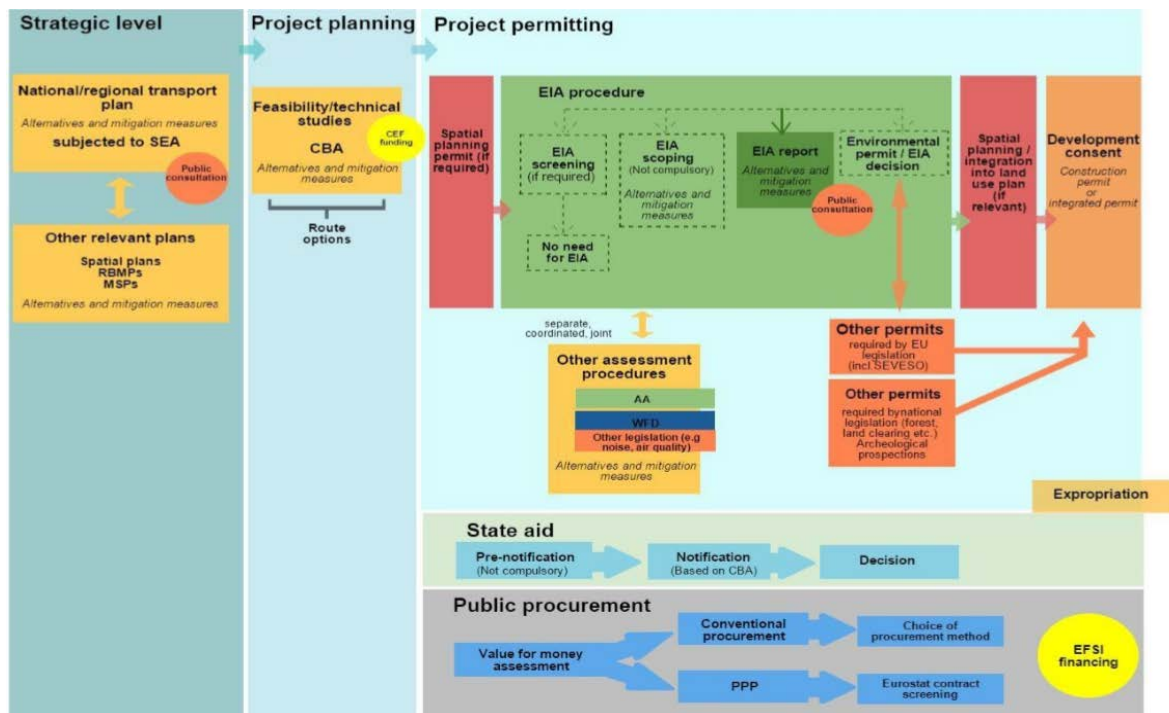 Strategic level
National/regional transport
plan
Alternatives and mitigation measures
subjected to SEA
Public
consultation
Other relevant plans
Spatial plans
RBMPs
MSPs
Alternatives and mitigation measures
Project planning
Feasibility/technical
studies
CBA
CEF
funding
Alternatives and mitigation
measures
Route
options
Project permitting
Spatial
planning
permit (if
required)
EIA procedure
EIA
screening
(if required)
No need
for EIA
EIA
scoping
(Not compulsory)
Alternatives and
mitigation
measures
EIA report
Alternatives and
mitigation
measures
Public
consultation
Environmental
permit / EIA
decision
Spatial
planning /
integration
into land
use plan
(if
relevant)
Development
consent
Construction
permit
or
integrated permit
separate,
coordinated, joint
Other assessment
procedures
AA
WFD
Other legislation (e.g
noise, air quality)
Alternatives and mitigation
measures
Other permits
required by EU
legislation
(incl SEVESO)
Other permits
required bynational
legislation (forest,
land clearing etc.)
Archeological
prospections
Expropriation
State aid
Pre-notification
(Not compulsory)
Notification
(Based on CBA)
Decision
Public procurement
Value for money
assessment
Conventional
procurement
Choice of
procurement method
PPP
Eurostat contract
screening
EFSI
financing